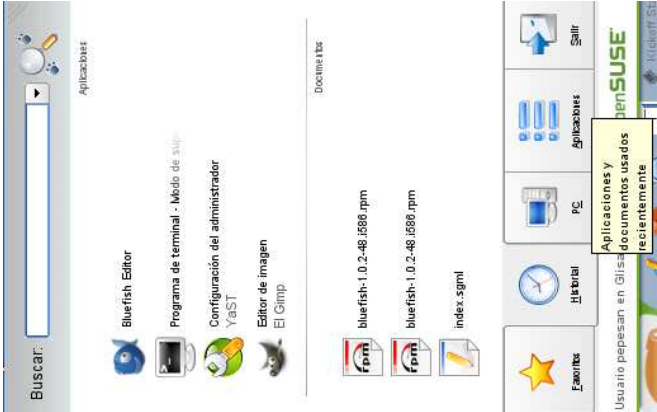 Buscar:
Aplicaciones
Bluefish Editor
Programa de terminal - Modo de sup
Configuración del administrador
YaST
Editor de imagen
El Gimp
Documentos
bluefish-1.0.2-48.i586.rpm
bluefish-1.0.2-48.i586.rpm
index.sgml
Favoritos
Historial
PC
Aplicaciones
Salir
Usuario pepesan en Glisa
penSUSE
Aplicaciones y
documentos usados
recientemente
Kickoff St